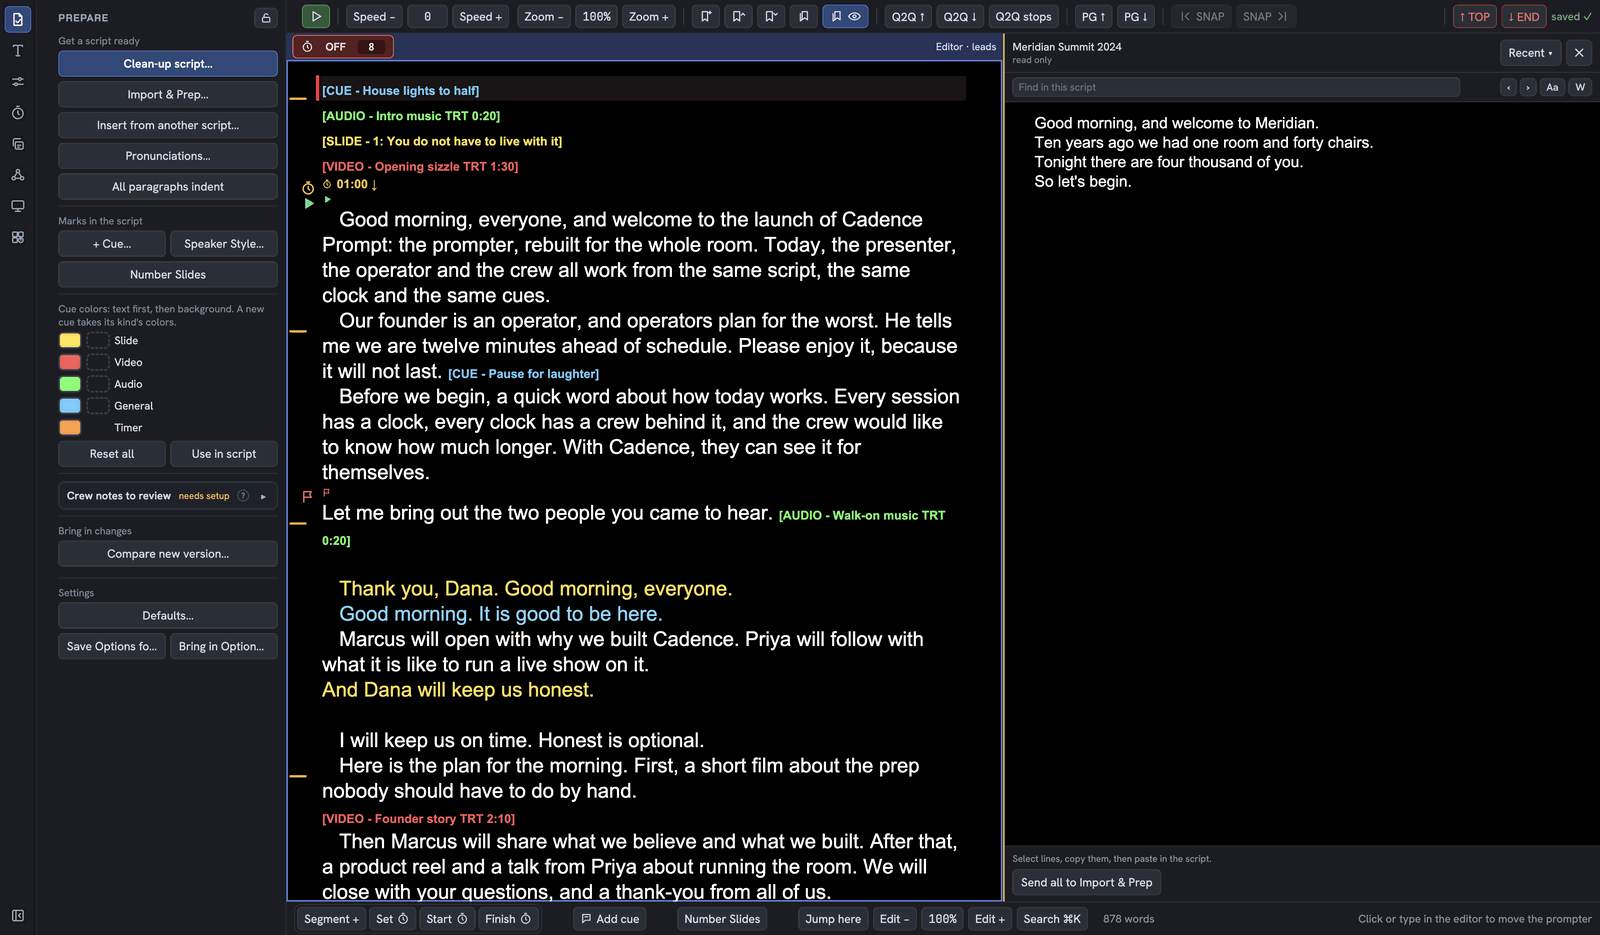 PREPARE
Get a script ready
Clean-up script...
Import & Prep...
Insert from another script...
Pronunciations...
All paragraphs indent
Marks in the script
+ Cue...
Speaker Style...
Number Slides
Cue colors: text first, then background. A new
cue takes its kind's colors.
Slide
Video
Audio
General
Timer
Reset all
Use in script
Crew notes to review needs setup ?
Bring in changes
Compare new version...
Settings
Defaults...
Save Options fo...
Bring in Option...
Speed –
0
Speed +
Zoom –
100%
Zoom +
Q2Q ↑
Q2Q ↓
Q2Q stops
PG ↑
PG ↓
SNAP
SNAP
↑ TOP
↓ END
saved ✓
OFF 8
Editor · leads
[CUE - House lights to half]
[AUDIO - Intro music TRT 0:20]
[SLIDE - 1: You do not have to live with it]
[VIDEO - Opening sizzle TRT 1:30]
01:00 ↓
Good morning, everyone, and welcome to the launch of Cadence
Prompt: the prompter, rebuilt for the whole room. Today, the presenter,
the operator and the crew all work from the same script, the same
clock and the same cues.
Our founder is an operator, and operators plan for the worst. He tells
me we are twelve minutes ahead of schedule. Please enjoy it, because
it will not last. [CUE - Pause for laughter]
Before we begin, a quick word about how today works. Every session
has a clock, every clock has a crew behind it, and the crew would like
to know how much longer. With Cadence, they can see it for
themselves.
Let me bring out the two people you came to hear. [AUDIO - Walk-on music TRT
0:20]
Thank you, Dana. Good morning, everyone.
Good morning. It is good to be here.
Marcus will open with why we built Cadence. Priya will follow with
what it is like to run a live show on it.
And Dana will keep us honest.
I will keep us on time. Honest is optional.
Here is the plan for the morning. First, a short film about the prep
nobody should have to do by hand.
[VIDEO - Founder story TRT 2:10]
Then Marcus will share what we believe and what we built. After that,
a product reel and a talk from Priya about running the room. We will
close with your questions, and a thank-you from all of us.
Meridian Summit 2024
read only
Recent
Find in this script
Aa
W
Good morning, and welcome to Meridian.
Ten years ago we had one room and forty chairs.
Tonight there are four thousand of you.
So let's begin.
Select lines, copy them, then paste in the script.
Send all to Import & Prep
Segment +
Set
Start
Finish
Add cue
Number Slides
Jump here
Edit –
100%
Edit +
Search ⌘K
878 words
Click or type in the editor to move the prompter